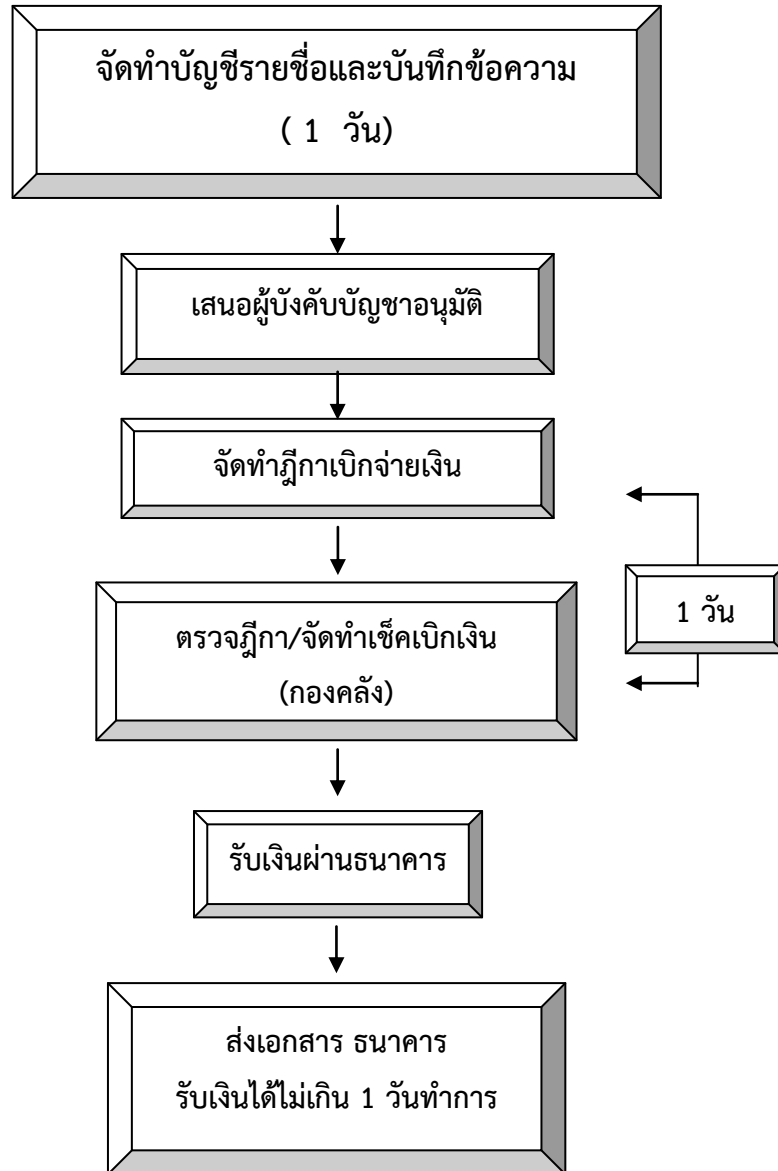 จัดทำบัญชีรายชื่อและบันทึกข้อความ
( 1 วัน)
เสนอผู้บังคับบัญชาอนุมัติ
จัดทำฎีกาเบิกจ่ายเงิน
ตรวจฎีกา/จัดทำเช็คเบิกเงิน
(กองคลัง)
1 วัน
รับเงินผ่านธนาคาร
ส่งเอกสาร ธนาคาร
รับเงินได้ไม่เกิน 1 วันทำการ